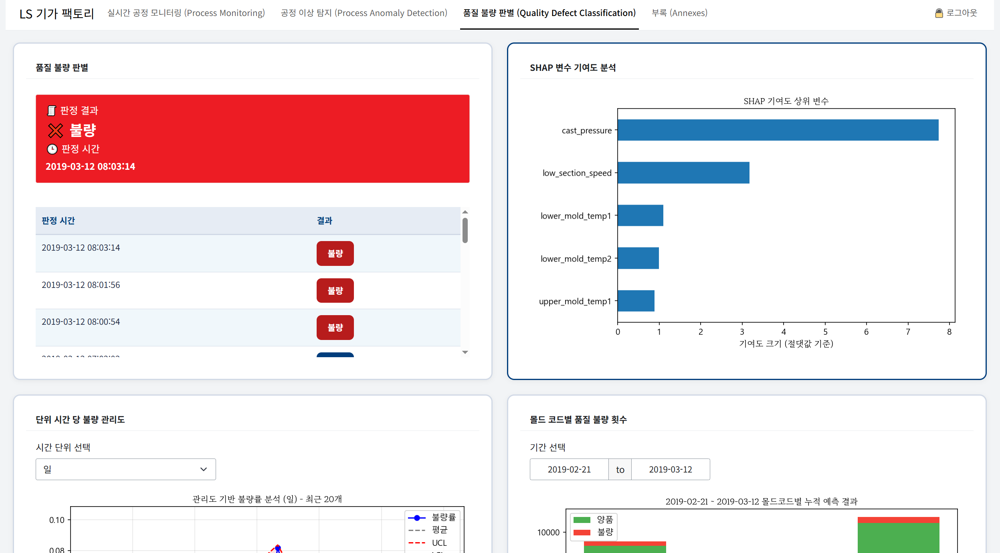 LS 기가 팩토리
실시간 공정 모니터링 (Process Monitoring)
공정 이상 탐지 (Process Anomaly Detection)
품질 불량 판별 (Quality Defect Classification)
부록 (Annexes)
로그아웃
품질 불량 판별
판정 결과
불량
판정 시간
2019-03-12 08:03:14
판정 시간 결과
2019-03-12 08:03:14 불량
2019-03-12 08:01:56 불량
2019-03-12 08:00:54 불량
SHAP 변수 기여도 분석
SHAP 기여도 상위 변수
cast_pressure
low_section_speed
lower_mold_temp1
lower_mold_temp2
upper_mold_temp1
0 1 2 3 4 5 6 7 8
기여도 크기 (절댓값 기준)
단위 시간 당 불량 관리도
시간 단위 선택
일
관리도 기반 불량률 분석 (일) - 최근 20개
0.10
0.08
불량률
평균
UCL
몰드 코드별 품질 불량 횟수
기간 선택
2019-02-21 to 2019-03-12
2019-02-21 ~ 2019-03-12 몰드코드별 누적 예측 결과
10000
양품
불량